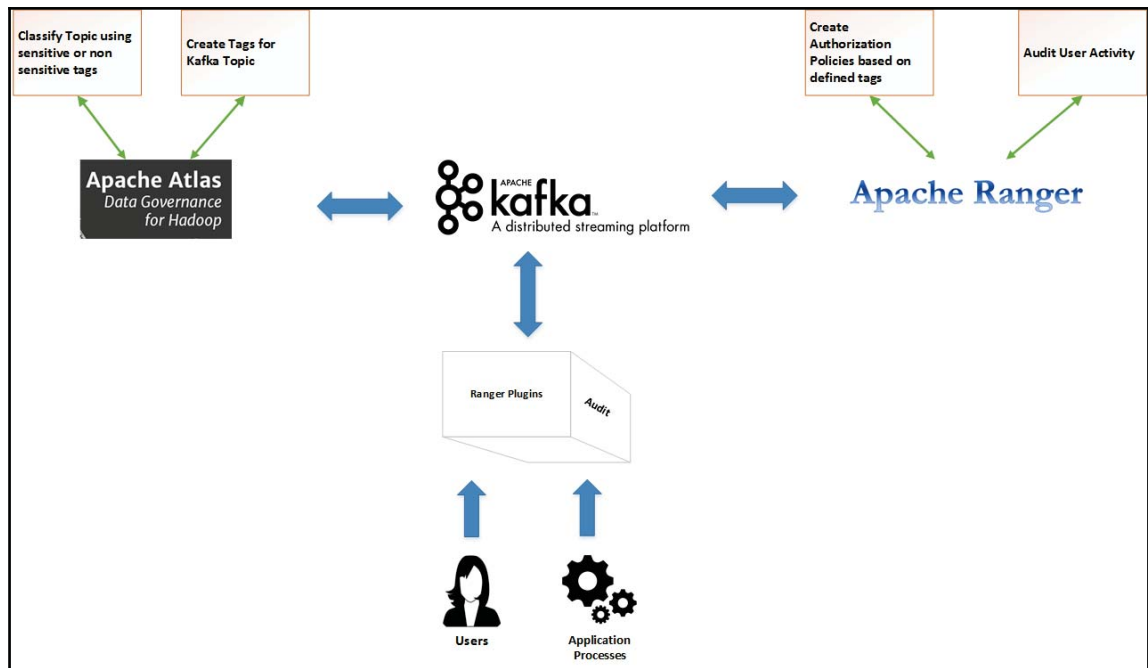 Classify Topic using
sensitive or non
sensitive tags
Create Tags for
Kafka Topic
Create
Authorization
Policies based on
defined tags
Audit User Activity
Apache Atlas
Data Governance
for Hadoop
APACHE
kafka™
A distributed streaming platform
Apache Ranger
Ranger Plugins
Audit
Users
Application
Processes